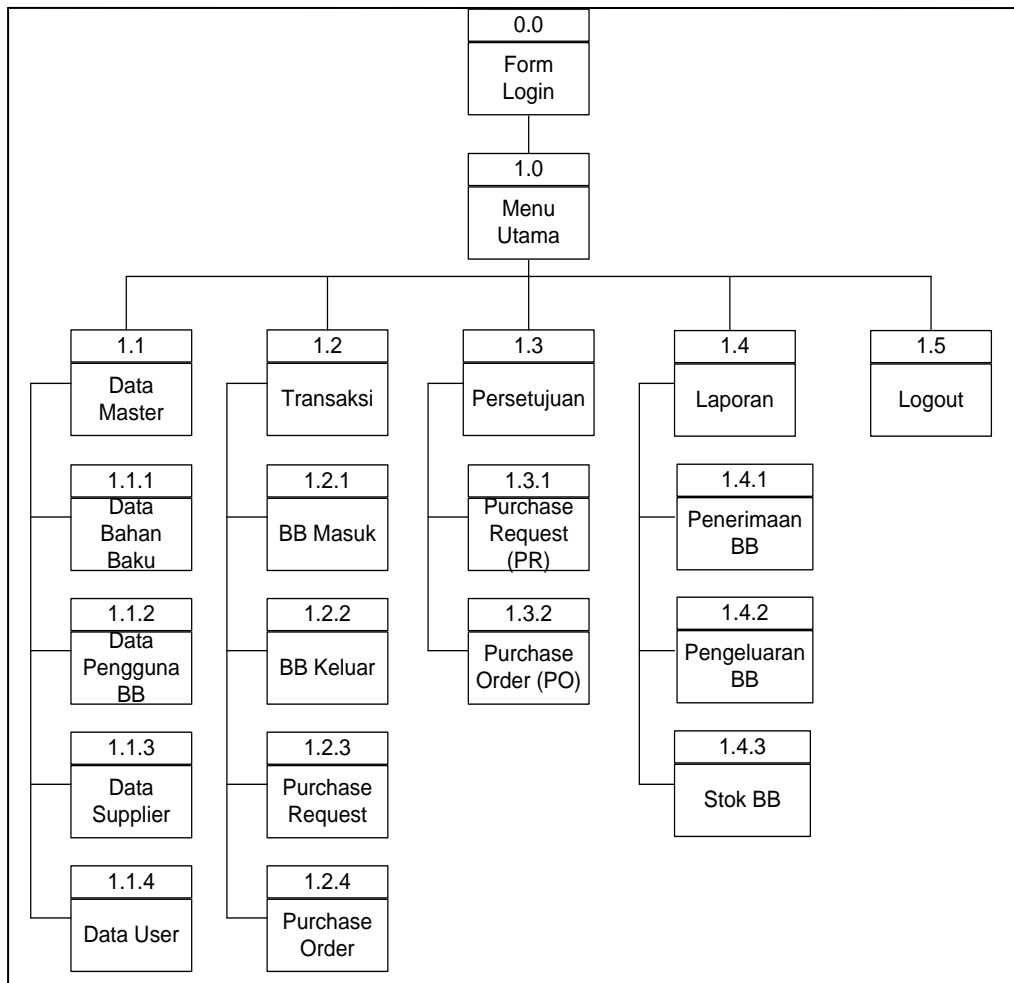 0.0
Form
Login
1.0
Menu
Utama
1.1
Data
Master
1.1.1
Data
Bahan
Baku
1.1.2
Data
Pengguna
BB
1.1.3
Data
Supplier
1.1.4
Data User
1.2
Transaksi
1.2.1
BB Masuk
1.2.2
BB Keluar
1.2.3
Purchase
Request
1.2.4
Purchase
Order
1.3
Persetujuan
1.3.1
Purchase
Request
(PR)
1.3.2
Purchase
Order (PO)
1.4
Laporan
1.4.1
Penerimaan
BB
1.4.2
Pengeluaran
BB
1.4.3
Stok BB
1.5
Logout